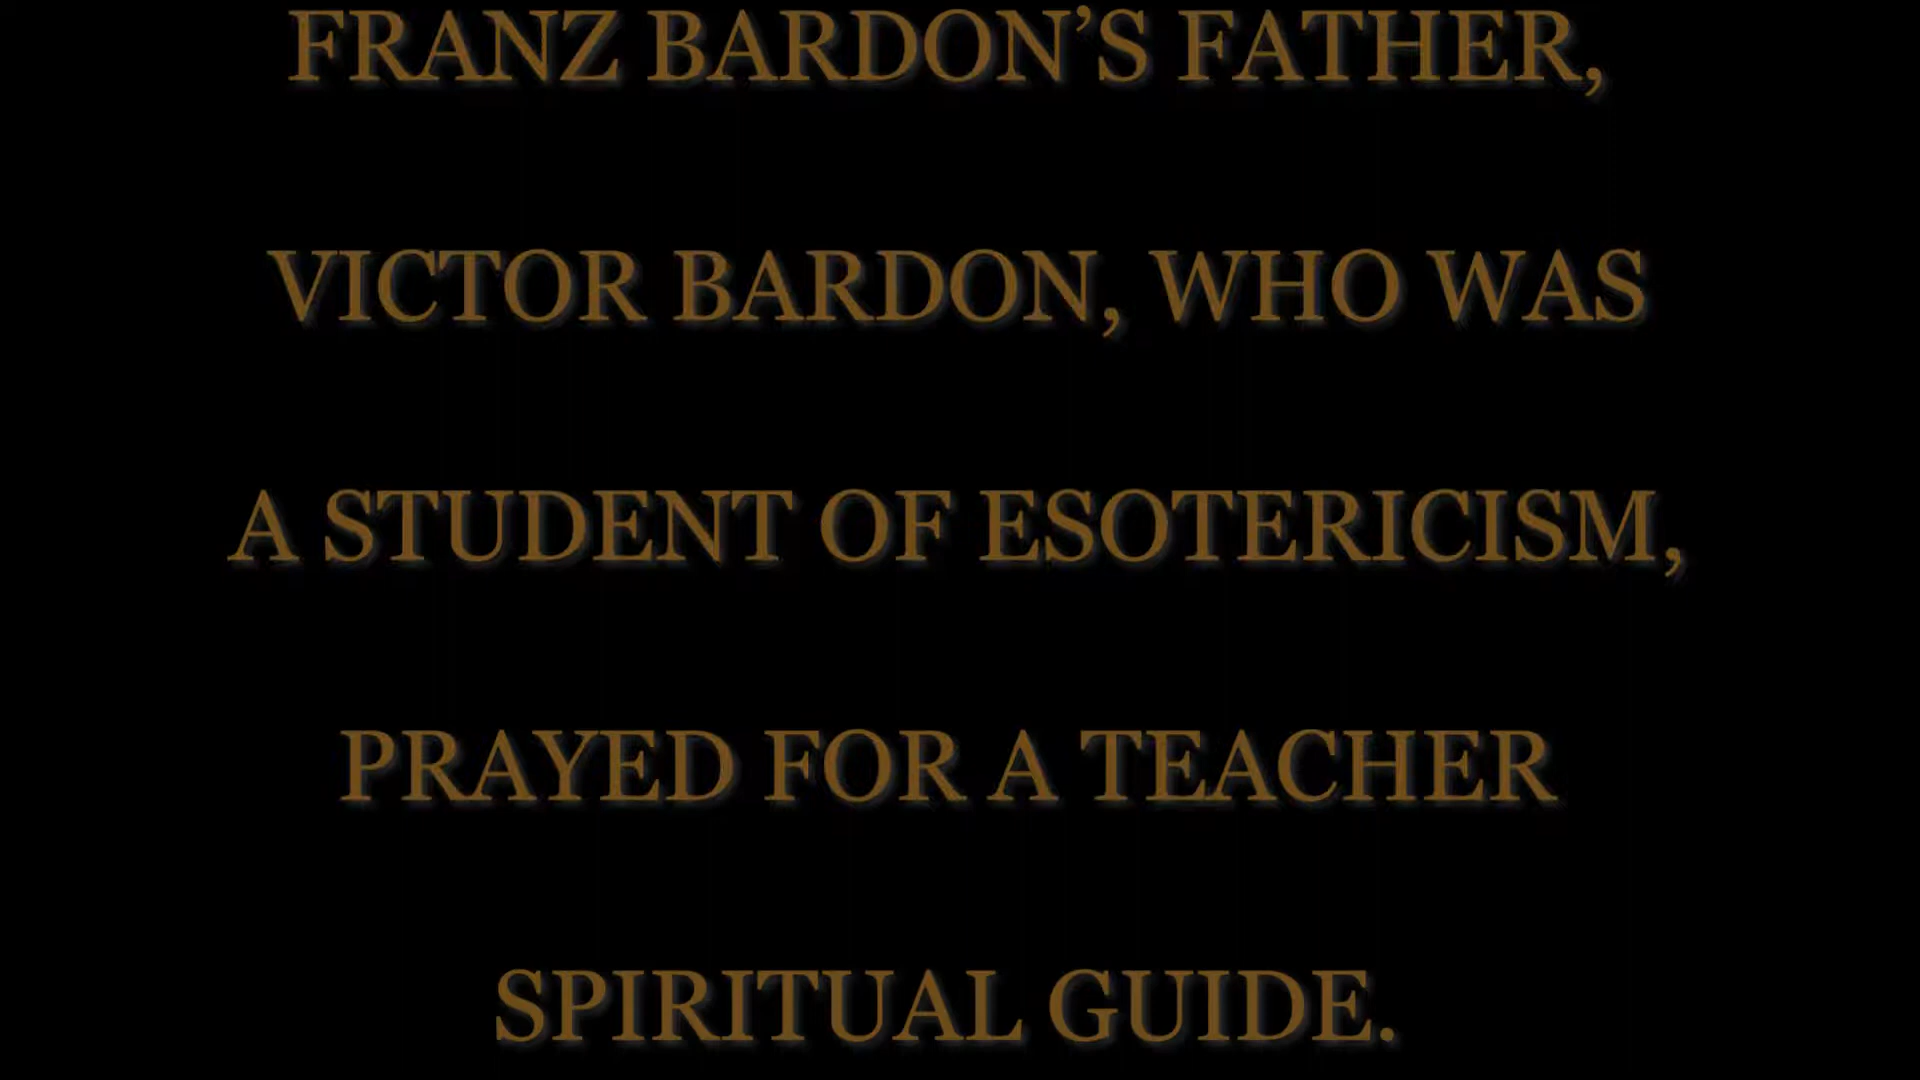 FRANZ BARDON’S FATHER,
VICTOR BARDON, WHO WAS
A STUDENT OF ESOTERICISM,
PRAYED FOR A TEACHER
SPIRITUAL GUIDE.